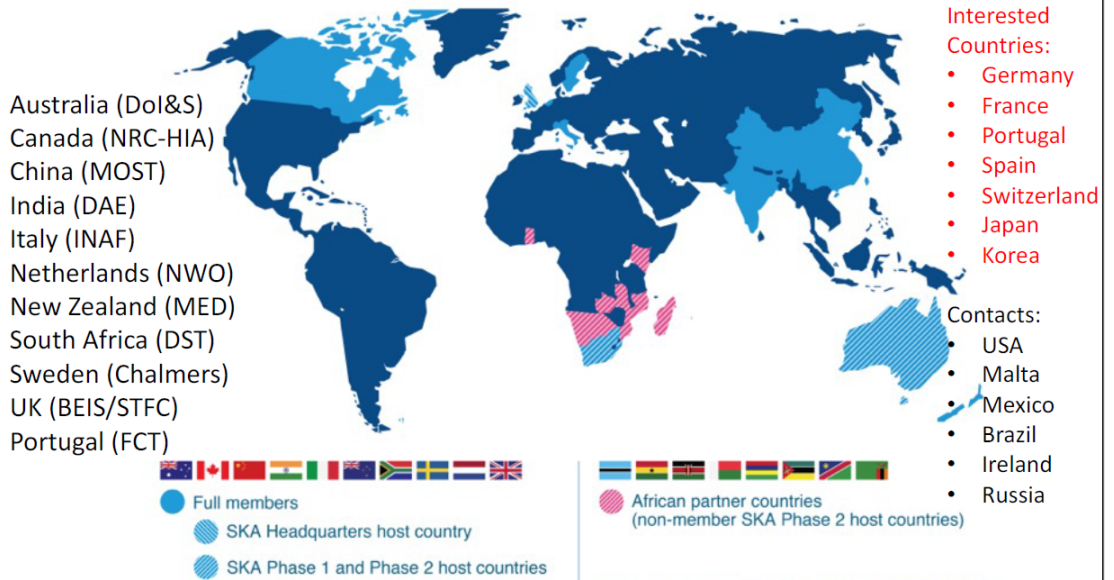 Australia (DoI&S)
Canada (NRC-HIA)
China (MOST)
India (DAE)
Italy (INAF)
Netherlands (NWO)
New Zealand (MED)
South Africa (DST)
Sweden (Chalmers)
UK (BEIS/STFC)
Portugal (FCT)
Interested
Countries:
• Germany
• France
• Portugal
• Spain
• Switzerland
• Japan
• Korea
Contacts:
• USA
• Malta
• Mexico
• Brazil
• Ireland
• Russia
Full members
SKA Headquarters host country
SKA Phase 1 and Phase 2 host countries
African partner countries
(non-member SKA Phase 2 host countries)